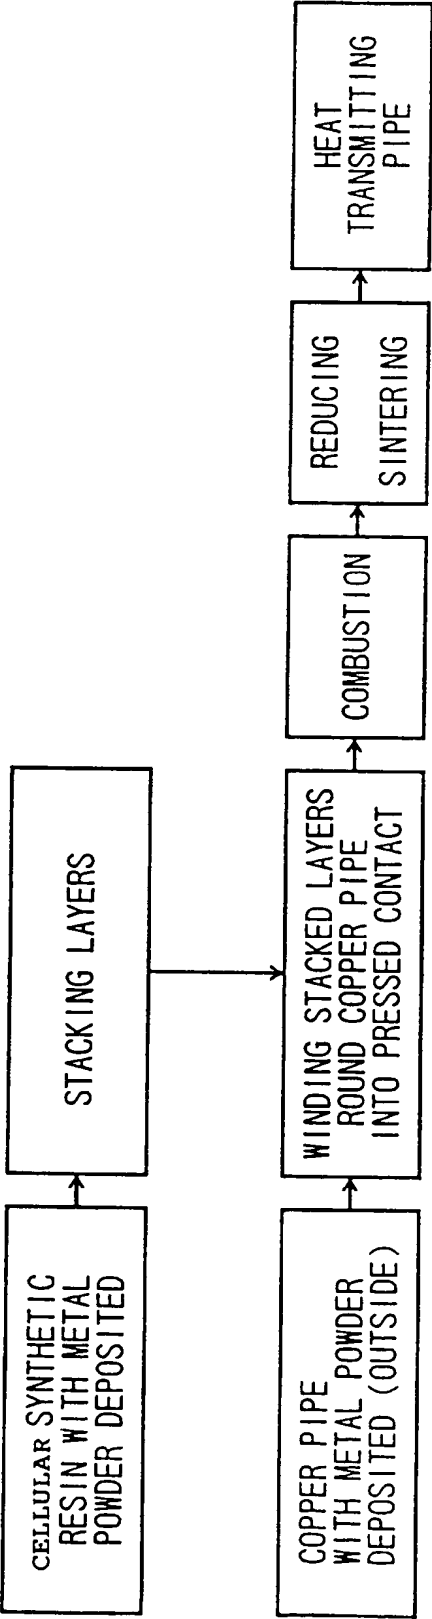 CELLULAR SYNTHETIC
RESIN WITH METAL
POWDER DEPOSITED
STACKING LAYERS
COPPER PIPE
WITH METAL POWDER
DEPOSITED (OUTSIDE)
WINDING STACKED LAYERS
ROUND COPPER PIPE
INTO PRESSED CONTACT
COMBUSTION
REDUCING
SINTERING
HEAT
TRANSMITTING
PIPE